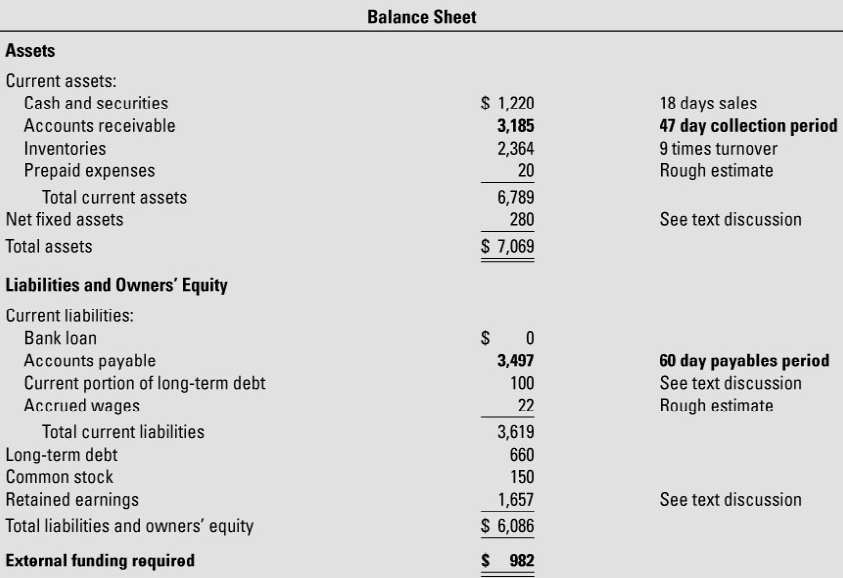 Balance Sheet
Assets
Current assets:
Cash and securities $ 1,220 18 days sales
Accounts receivable 3,185 47 day collection period
Inventories 2,364 9 times turnover
Prepaid expenses 20 Rough estimate
Total current assets 6,789
Net fixed assets 280 See text discussion
Total assets $ 7,069
Liabilities and Owners' Equity
Current liabilities:
Bank loan $ 0
Accounts payable 3,497 60 day payables period
Current portion of long-term debt 100 See text discussion
Accrued wages 22 Rough estimate
Total current liabilities 3,619
Long-term debt 660
Common stock 150
Retained earnings 1,657 See text discussion
Total liabilities and owners' equity $ 6,086
External funding required $ 982